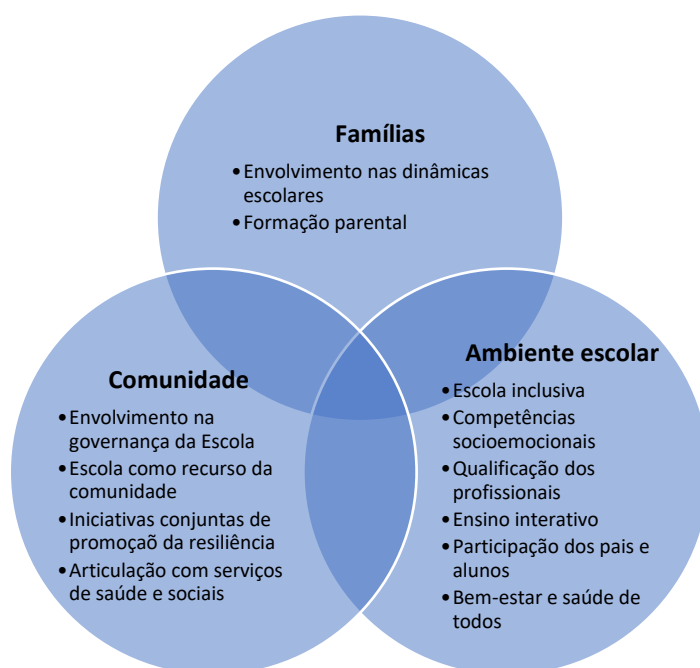 Famílias
•Envolvimento nas dinâmicas
escolares
•Formação parental
Comunidade
•Envolvimento na
governança da Escola
•Escola como recurso da
comunidade
•Iniciativas conjuntas de
promoçaõ da resiliência
•Articulação com serviços
de saúde e sociais
Ambiente escolar
•Escola inclusiva
•Competências
socioemocionais
•Qualificação dos
profissionais
•Ensino interativo
•Participação dos pais e
alunos
•Bem-estar e saúde de
todos